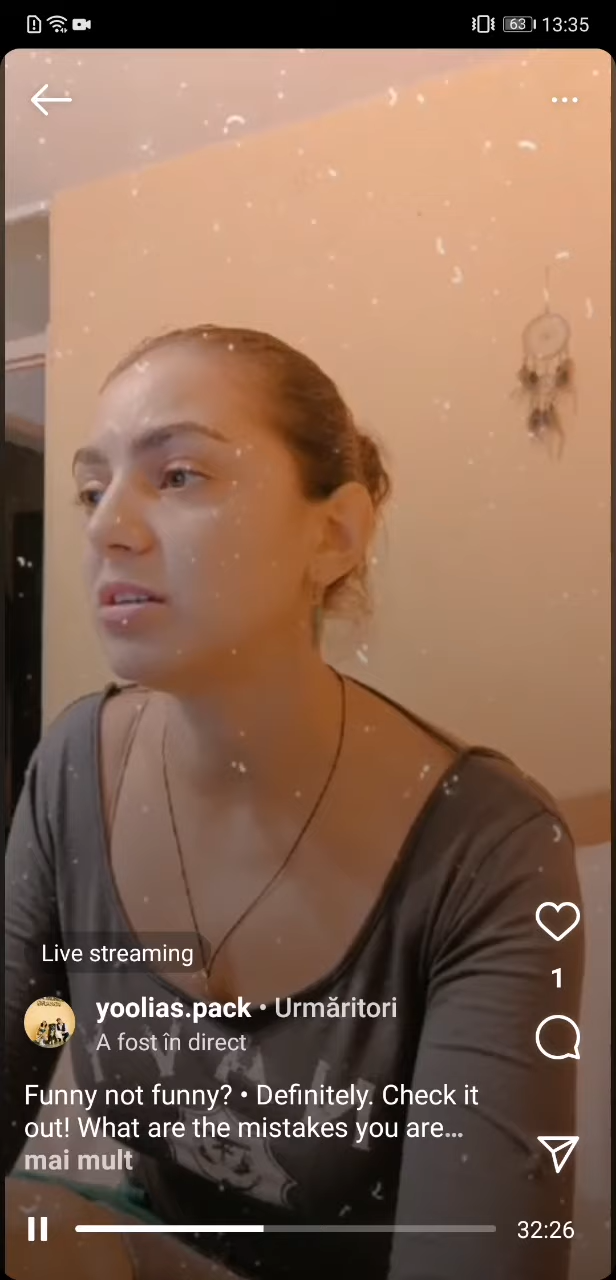 63 13:35
Live streaming
yoolias.pack • Urmăritori
A fost în direct
Funny not funny? • Definitely. Check it
out! What are the mistakes you are…
mai mult
1
32:26